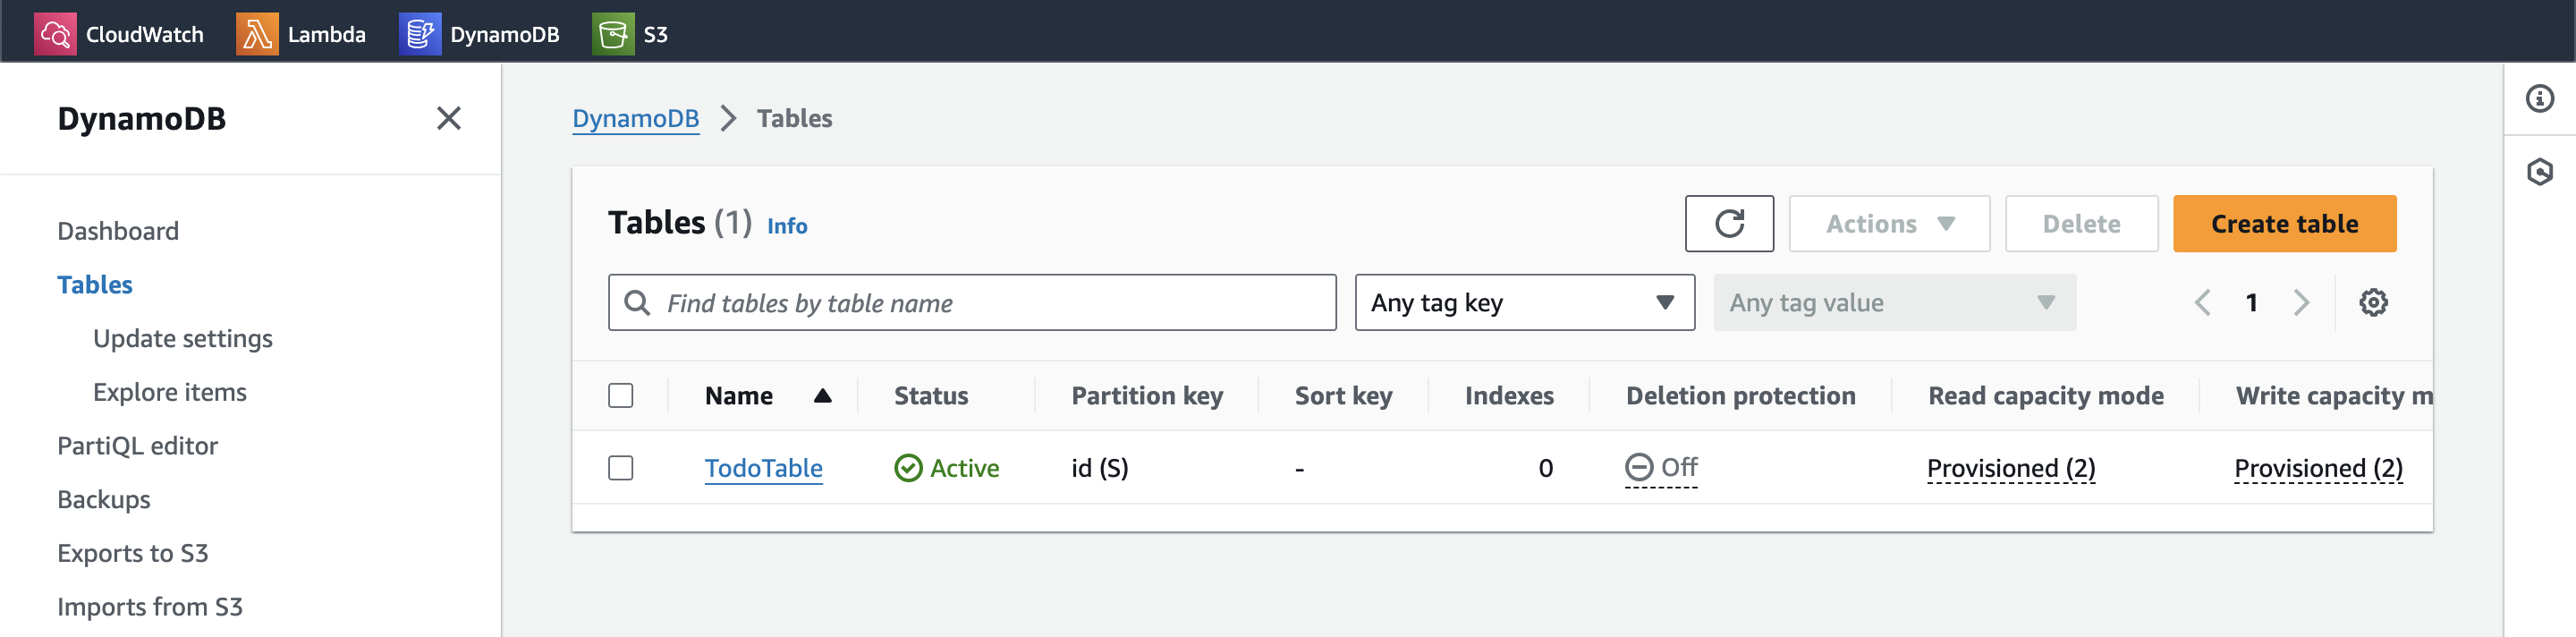 CloudWatch Lambda DynamoDB S3
DynamoDB
Dashboard
Tables
Update settings
Explore items
PartiQL editor
Backups
Exports to S3
Imports from S3
DynamoDB Tables
Tables (1) Info
Actions Delete Create table
Find tables by table name Any tag key Any tag value 1
Name Status Partition key Sort key Indexes Deletion protection Read capacity mode Write capacity m
TodoTable Active id (S) - 0 Off Provisioned (2) Provisioned (2)